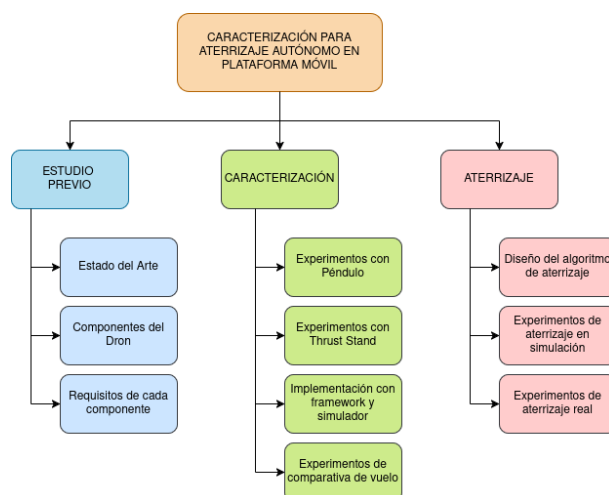 CARACTERIZACIÓN PARA
ATERRIZAJE AUTÓNOMO EN
PLATAFORMA MÓVIL
ESTUDIO
PREVIO
Estado del Arte
Componentes del
Dron
Requisitos de cada
componente
CARACTERIZACIÓN
Experimentos con
Péndulo
Experimentos con
Thrust Stand
Implementación con
framework y
simulador
Experimentos de
comparativa de vuelo
ATERRIZAJE
Diseño del algoritmo
de aterrizaje
Experimentos de
aterrizaje en
simulación
Experimentos de
aterrizaje real